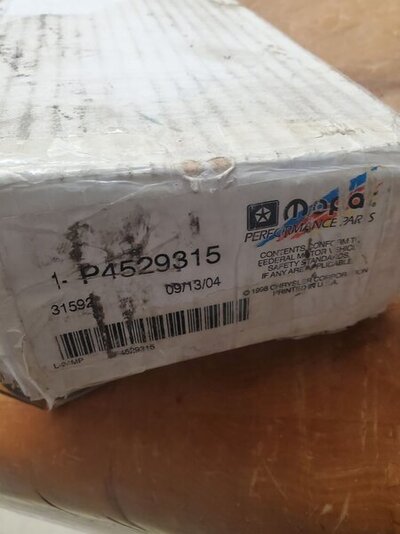 mopar
PERFORMANCE PARTS
CONTENTS CONFORM TO
FEDERAL MOTOR VEHICLE
SAFETY STANDARDS,
IF ANY ARE APPLICABLE
© 1998 CHRYSLER CORPORATION
PRINTED IN U.S.A.
1- P4529315
31592
09/13/04
P4529315